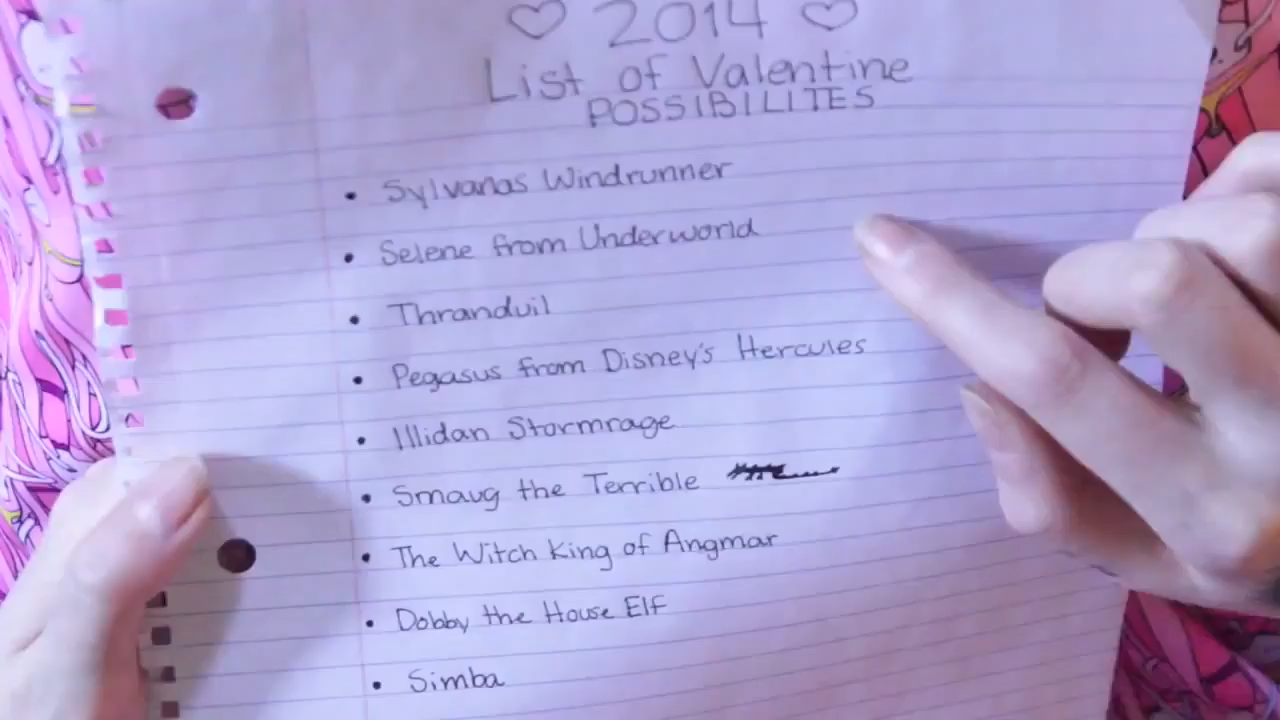 ♡ 2014 ♡
List of Valentine
POSSIBILITES
• Sylvanas Windrunner
• Selene from Underworld
• Thranduil
• Pegasus from Disney's Hercules
• Illidan Stormrage
• Smaug the Terrible
• The Witch King of Angmar
• Dobby the House Elf
• Simba